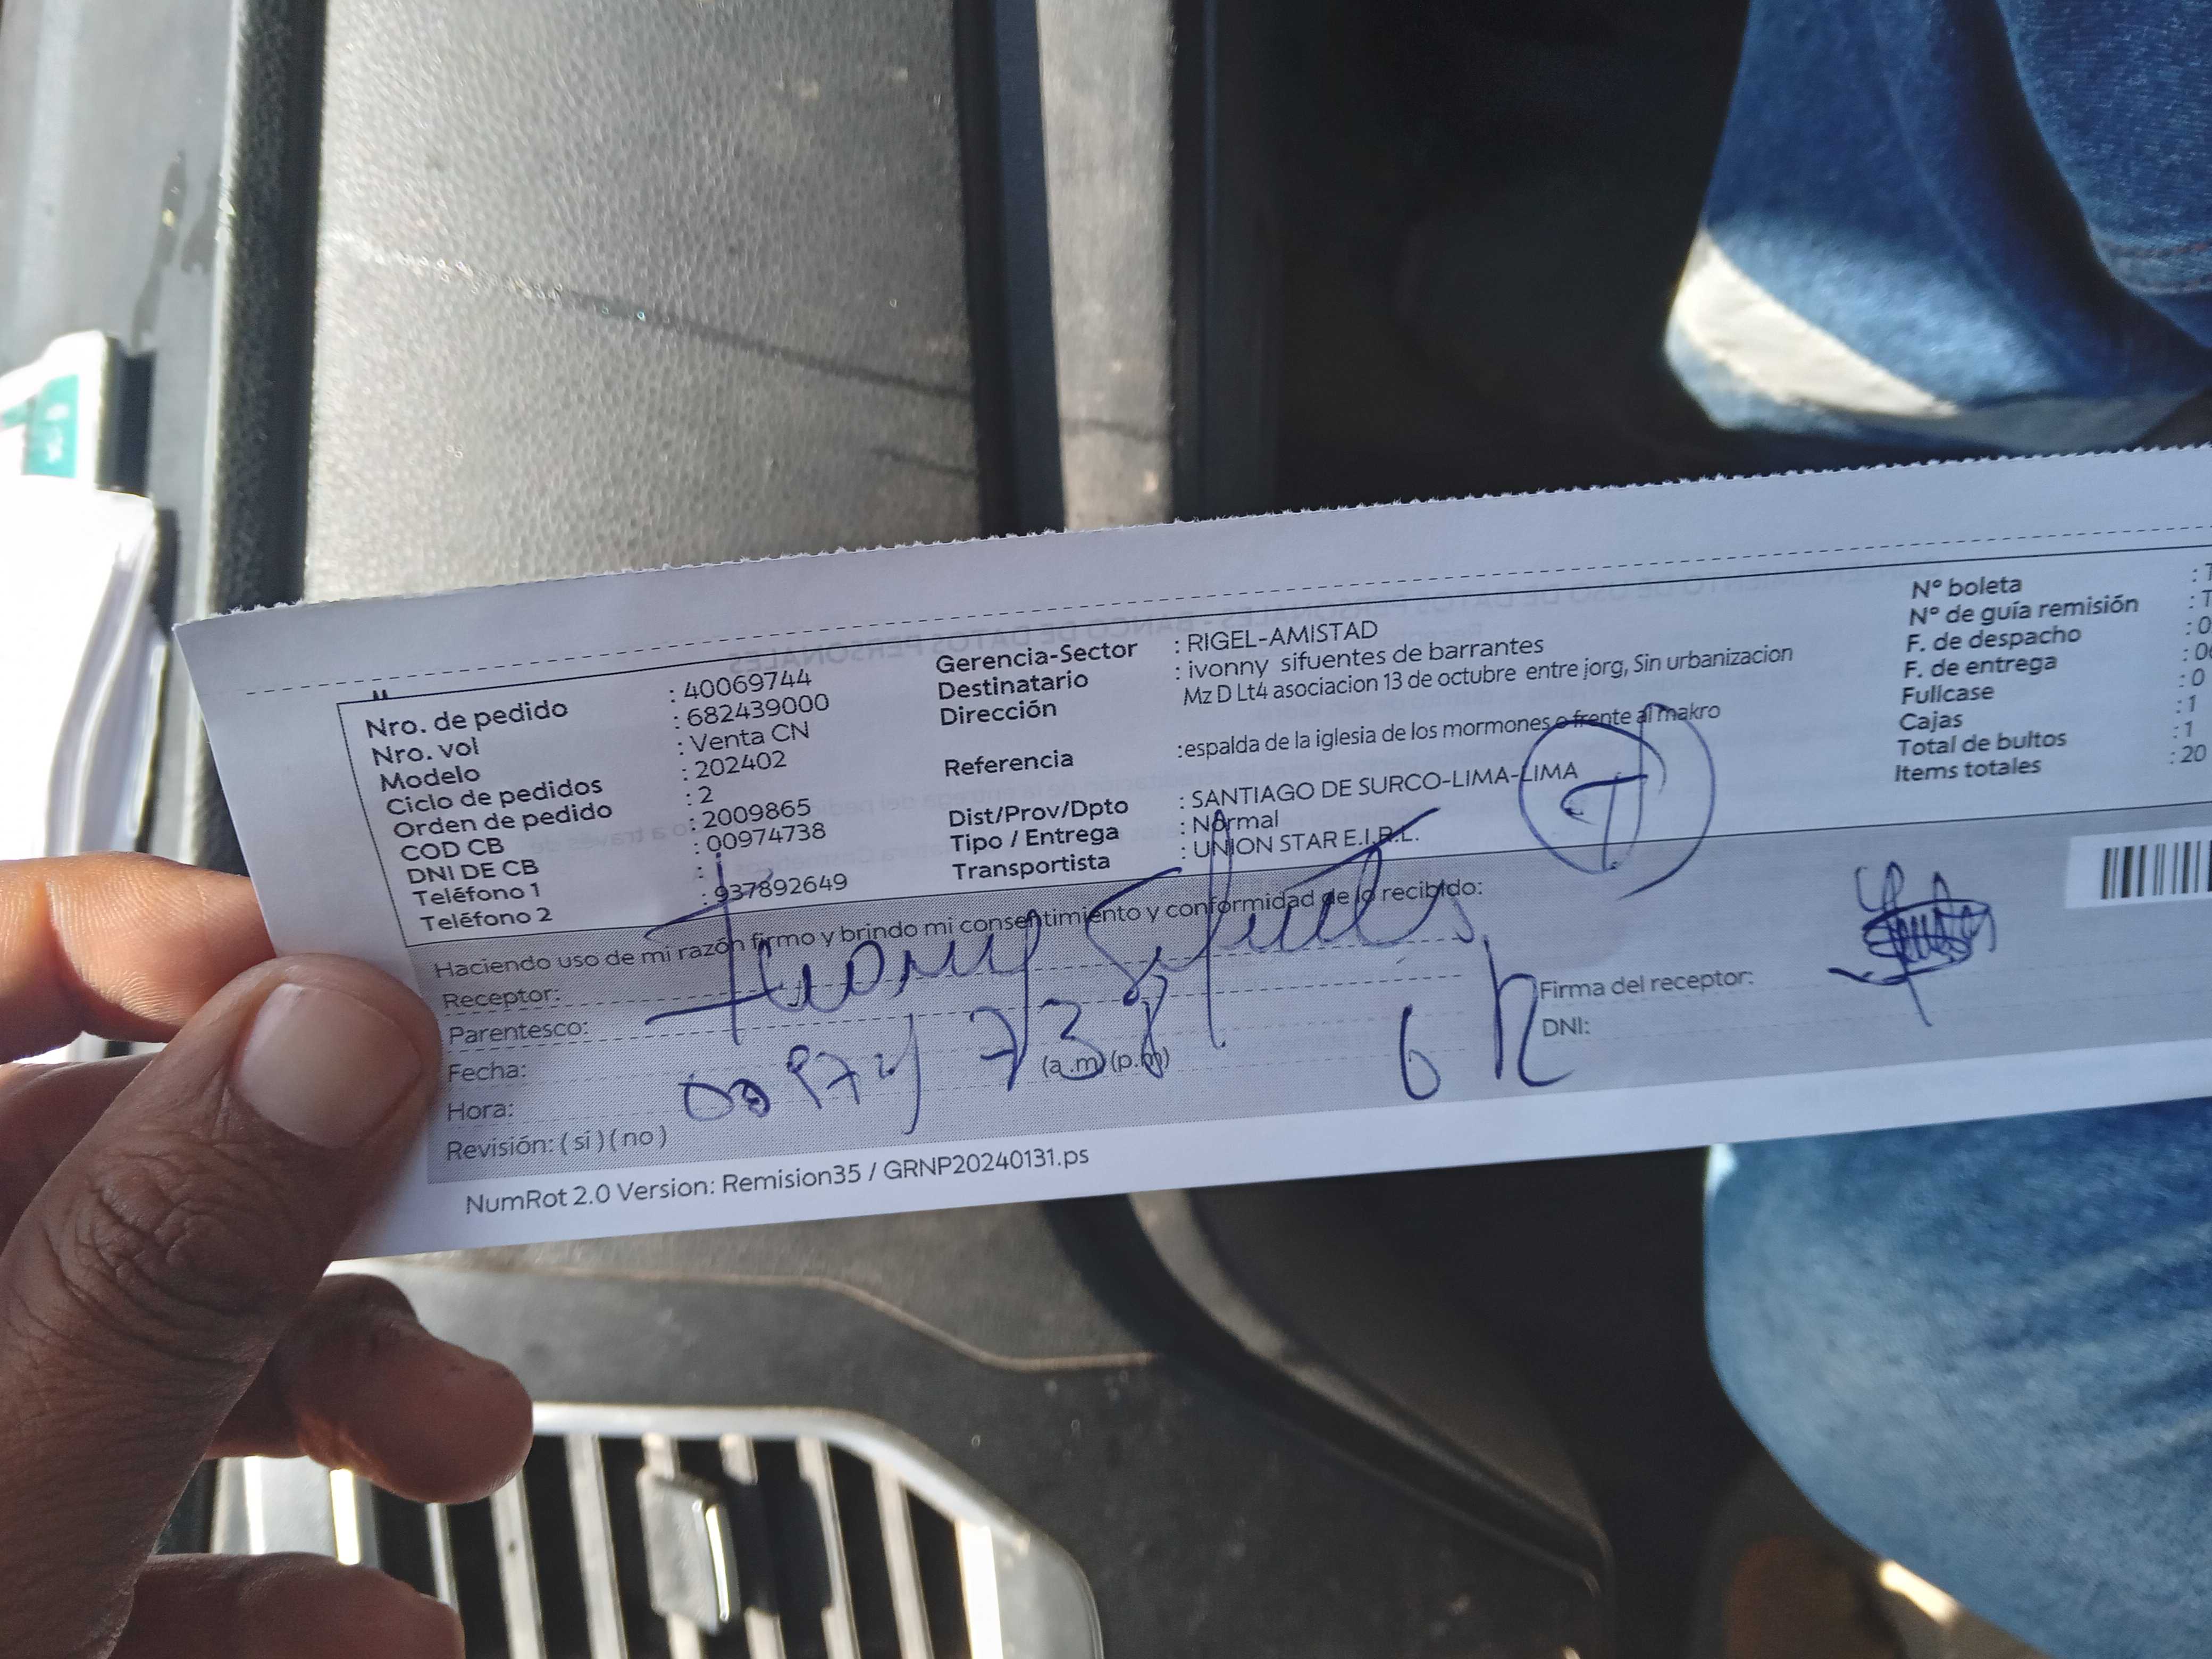 Nro. de pedido : 40069744
Nro. vol : 682439000
Modelo : Venta CN
Ciclo de pedidos : 202402
Orden de pedido : 2
COD CB : 2009865
DNI DE CB : 00974738
Teléfono 1 :
Teléfono 2 : 937892649
Gerencia-Sector : RIGEL-AMISTAD
Destinatario : ivonny sifuentes de barrantes
Dirección Mz D Lt4 asociacion 13 de octubre entre jorg, Sin urbanizacion
Referencia :espalda de la iglesia de los mormones o frente al makro
Dist/Prov/Dpto : SANTIAGO DE SURCO-LIMA-LIMA
Tipo / Entrega : Normal
Transportista : UNION STAR E.I.R.L.
N° boleta : T
N° de guía remisión : T
F. de despacho : 0
F. de entrega : 0
Fullcase : 0
Cajas : 1
Total de bultos : 1
Items totales : 20
Haciendo uso de mi razón firmo y brindo mi consentimiento y conformidad de lo recibido:
Receptor: Ivonny Sifuentes
Parentesco:
Fecha: 00974738
Hora: (a.m) (p.m)
Revisión: ( sí ) ( no )
Firma del receptor:
DNI:
NumRot 2.0 Version: Remision35 / GRNP20240131.ps